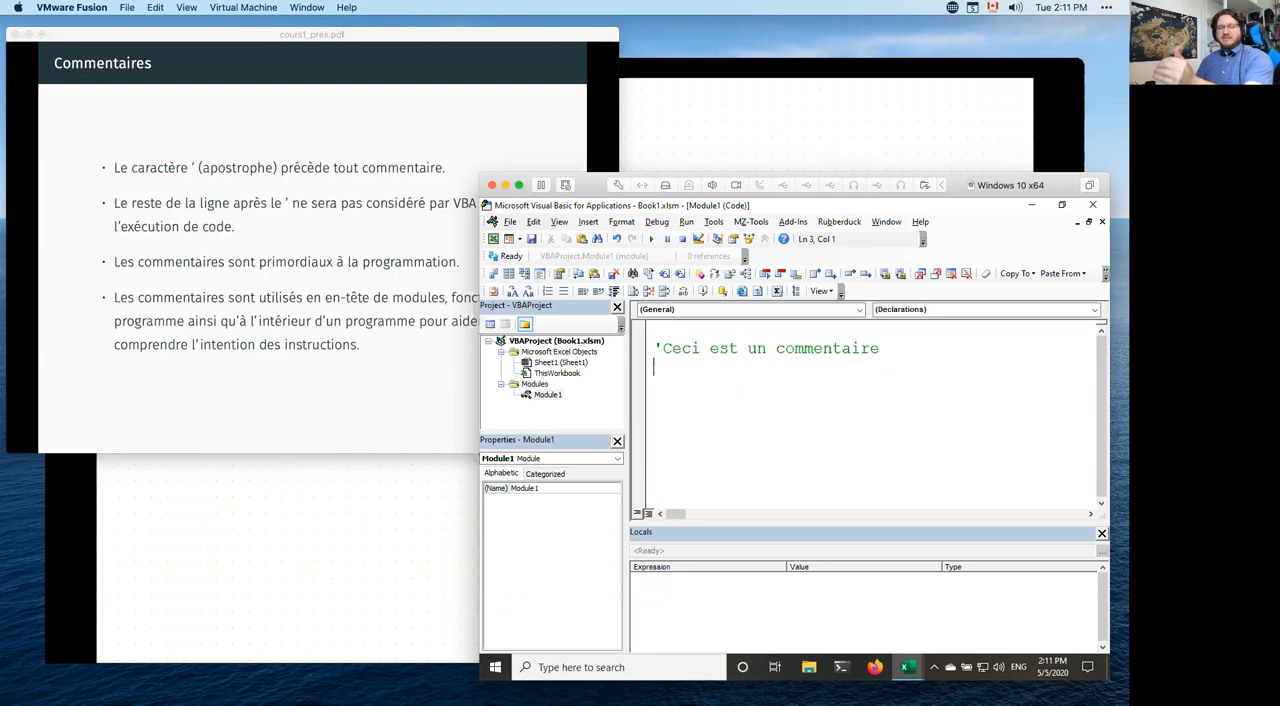 VMware Fusion File Edit View Virtual Machine Window Help Tue 2:11 PM
cours1_pres.pdf
Commentaires
• Le caractère ’ (apostrophe) précède tout commentaire.
• Le reste de la ligne après le ’ ne sera pas considéré par VBA
l’exécution de code.
• Les commentaires sont primordiaux à la programmation.
• Les commentaires sont utilisés en en-tête de modules, fonc
programme ainsi qu’à l’intérieur d’un programme pour aide
comprendre l’intention des instructions.
Windows 10 x64
Microsoft Visual Basic for Applications - Book1.xlsm - [Module1 (Code)]
File Edit View Insert Format Debug Run Tools MZ-Tools Add-Ins Rubberduck Window Help
Ln 3, Col 1
Ready VBAProject.Module1 (module) 0 references
Copy To Paste From
View
Project - VBAProject
VBAProject (Book1.xlsm)
Microsoft Excel Objects
Sheet1 (Sheet1)
ThisWorkbook
Modules
Module1
(General) (Declarations)
'Ceci est un commentaire
Properties - Module1
Module1 Module
Alphabetic Categorized
(Name) Module1
Locals
<Ready>
Expression Value Type
Type here to search
ENG
2:11 PM
5/5/2020